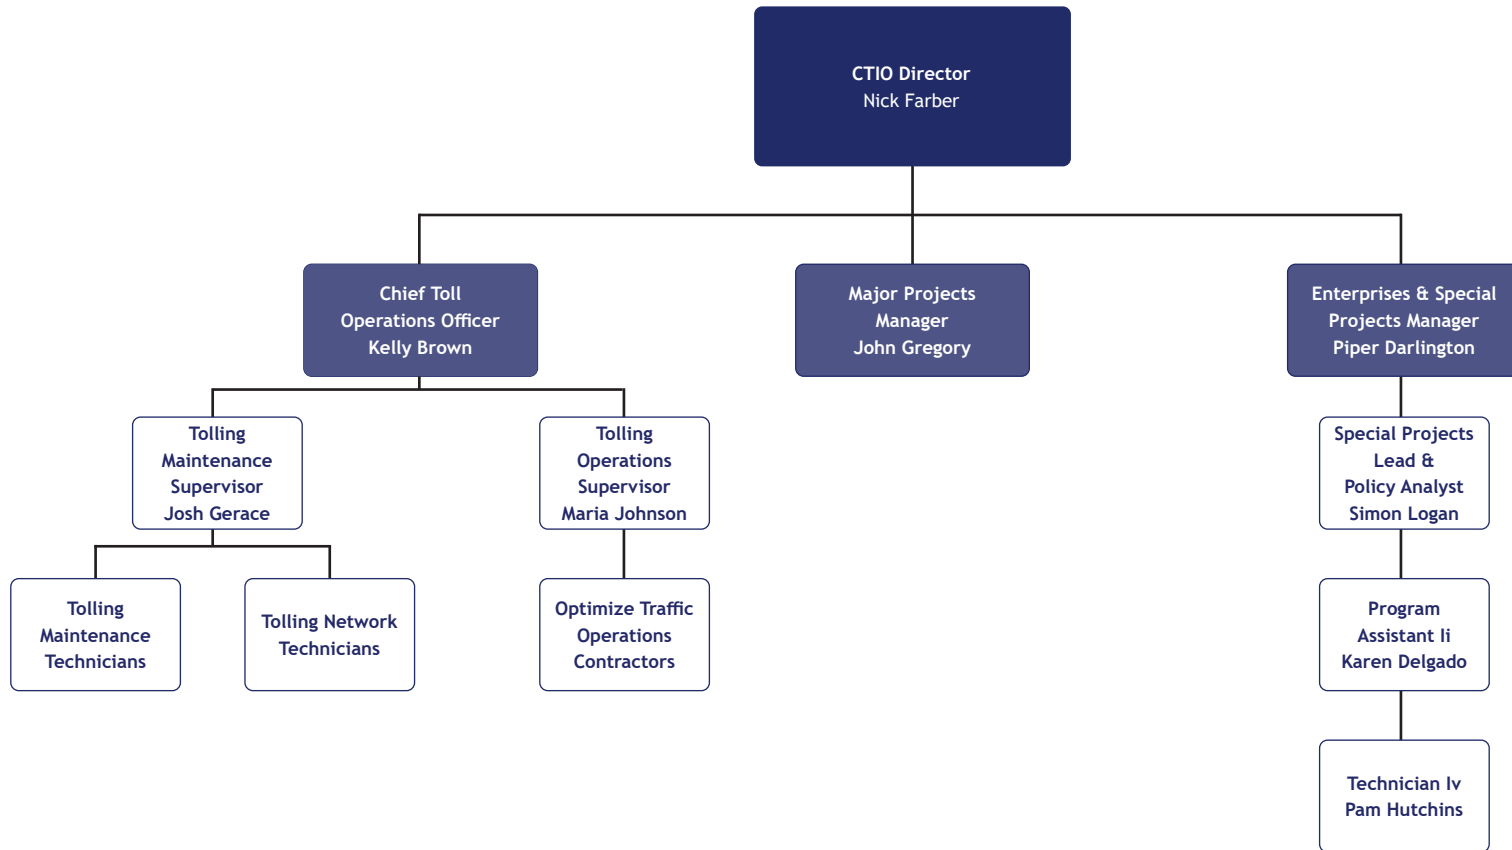 CTIO Director
Nick Farber
Chief Toll
Operations Officer
Kelly Brown
Major Projects
Manager
John Gregory
Enterprises & Special
Projects Manager
Piper Darlington
Tolling
Maintenance
Supervisor
Josh Gerace
Tolling
Operations
Supervisor
Maria Johnson
Special Projects
Lead &
Policy Analyst
Simon Logan
Tolling
Maintenance
Technicians
Tolling Network
Technicians
Optimize Traffic
Operations
Contractors
Program
Assistant Ii
Karen Delgado
Technician Iv
Pam Hutchins